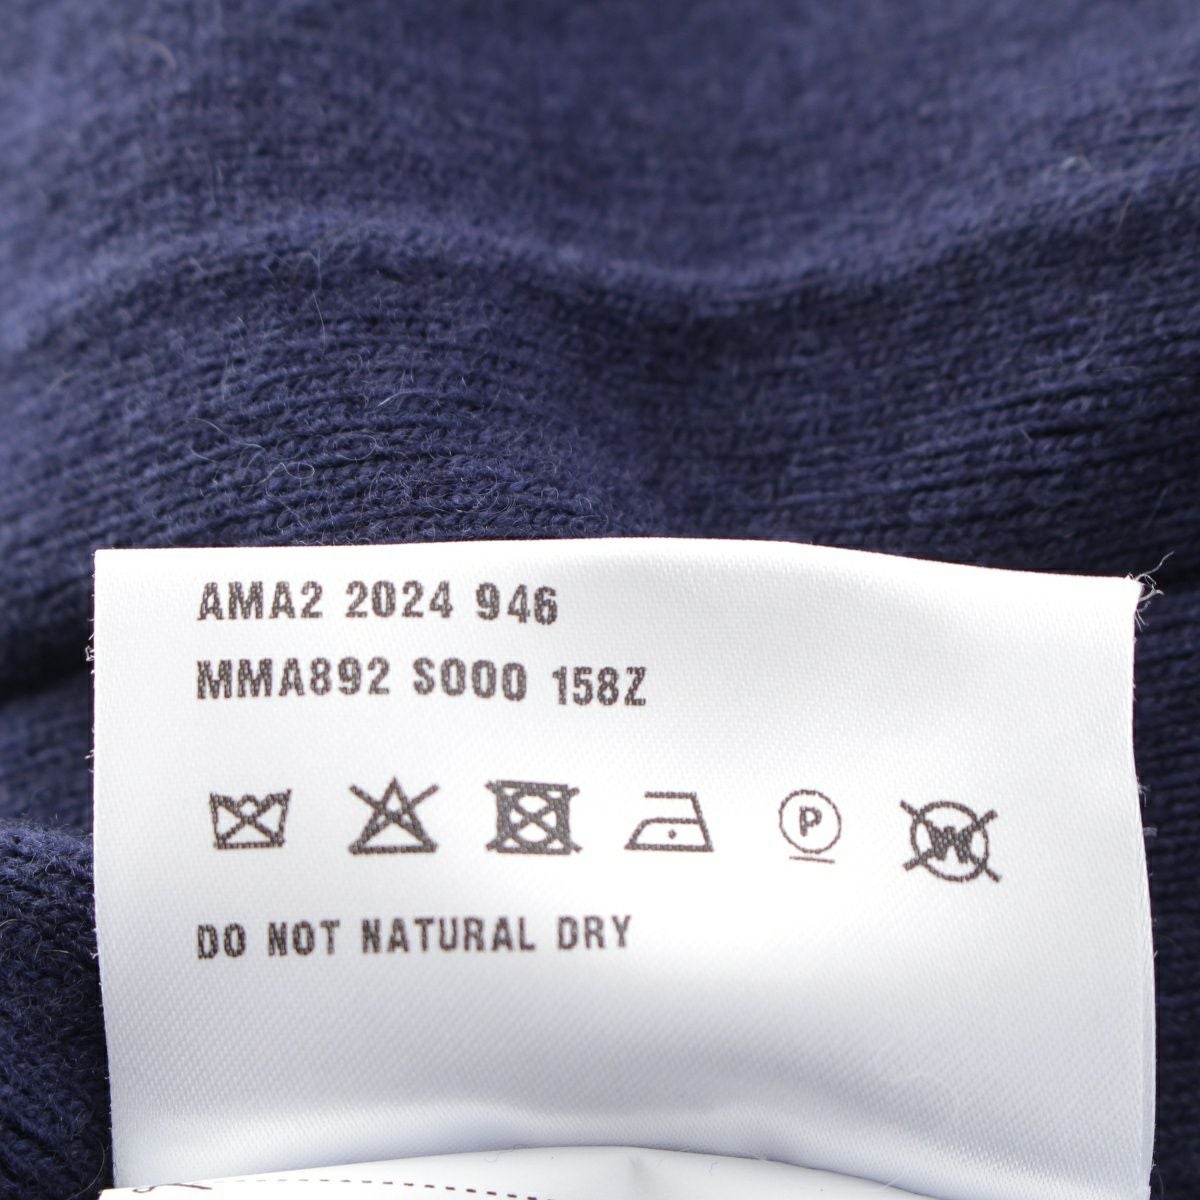 AMA2 2024 946
MMA892 S000 158Z
P W
DO NOT NATURAL DRY